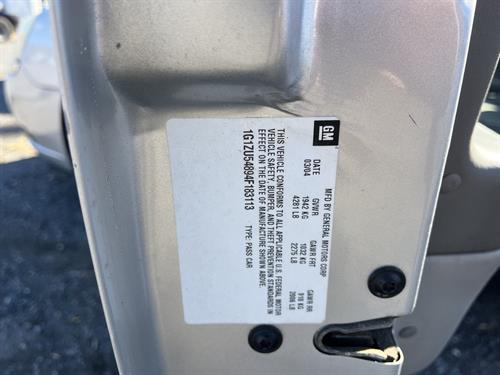 GM
MFD BY GENERAL MOTORS CORP
DATE GVWR GAWR FRT GAWR RR
03/04 1942 KG 1032 KG 910 KG
4281 LB 2275 LB 2006 LB
THIS VEHICLE CONFORMS TO ALL APPLICABLE U.S. FEDERAL MOTOR
VEHICLE SAFETY, BUMPER, AND THEFT PREVENTION STANDARDS IN
EFFECT ON THE DATE OF MANUFACTURE SHOWN ABOVE.
1G1ZU54894F183113 TYPE: PASS CAR